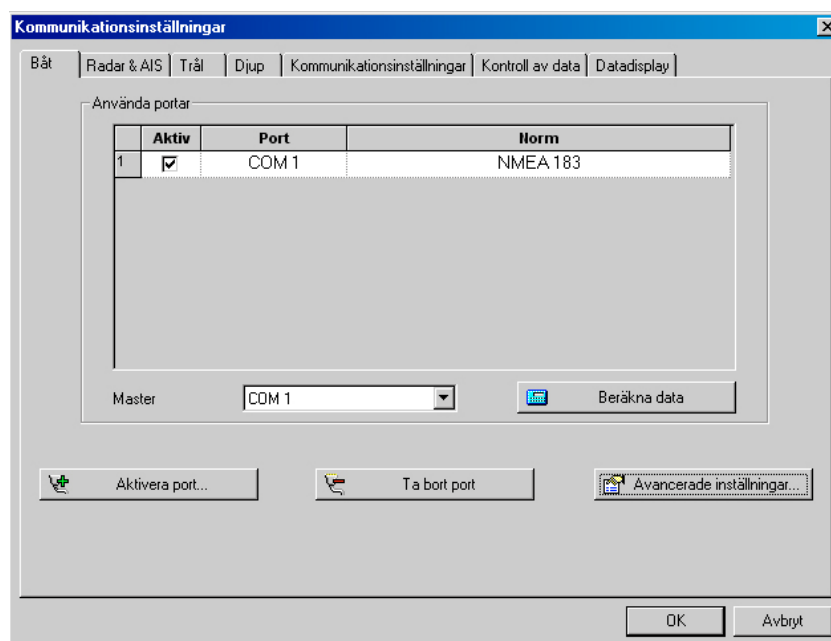 Kommunikationsinställningar
Båt Radar & AIS Trål Djup Kommunikationsinställningar Kontroll av data Datadisplay
Använda portar
Aktiv Port Norm
1 COM 1 NMEA 183
Master COM 1 Beräkna data
Aktivera port... Ta bort port Avancerade inställningar...
OK Avbryt